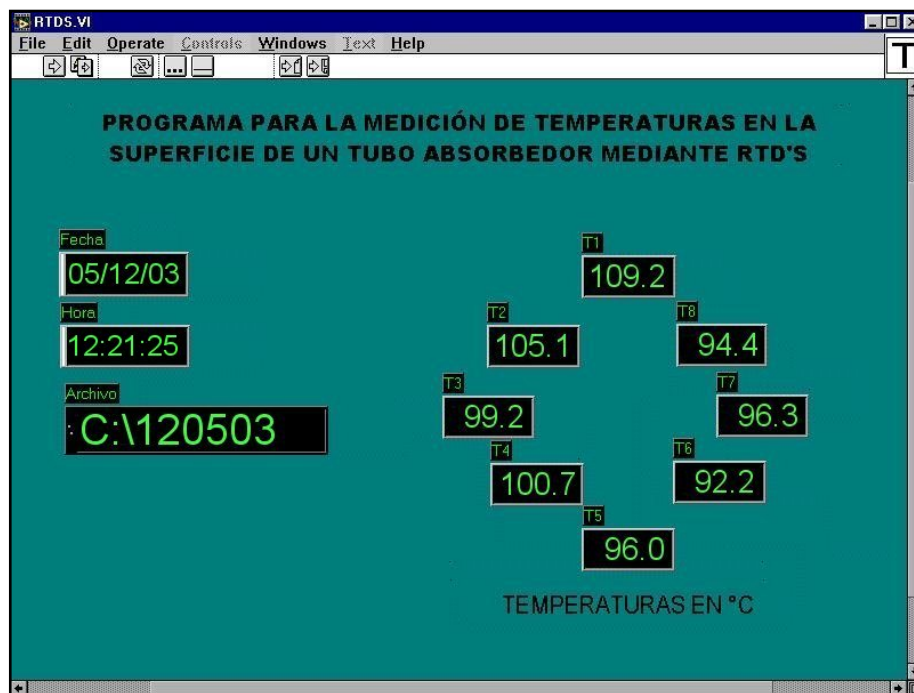 RTDS.VI
File Edit Operate Controls Windows Text Help
T
PROGRAMA PARA LA MEDICIÓN DE TEMPERATURAS EN LA
SUPERFICIE DE UN TUBO ABSORBEDOR MEDIANTE RTD'S
Fecha
05/12/03
Hora
12:21:25
Archivo
C:\120503
T1
109.2
T2
105.1
T8
94.4
T3
99.2
T7
96.3
T4
100.7
T6
92.2
T5
96.0
TEMPERATURAS EN °C